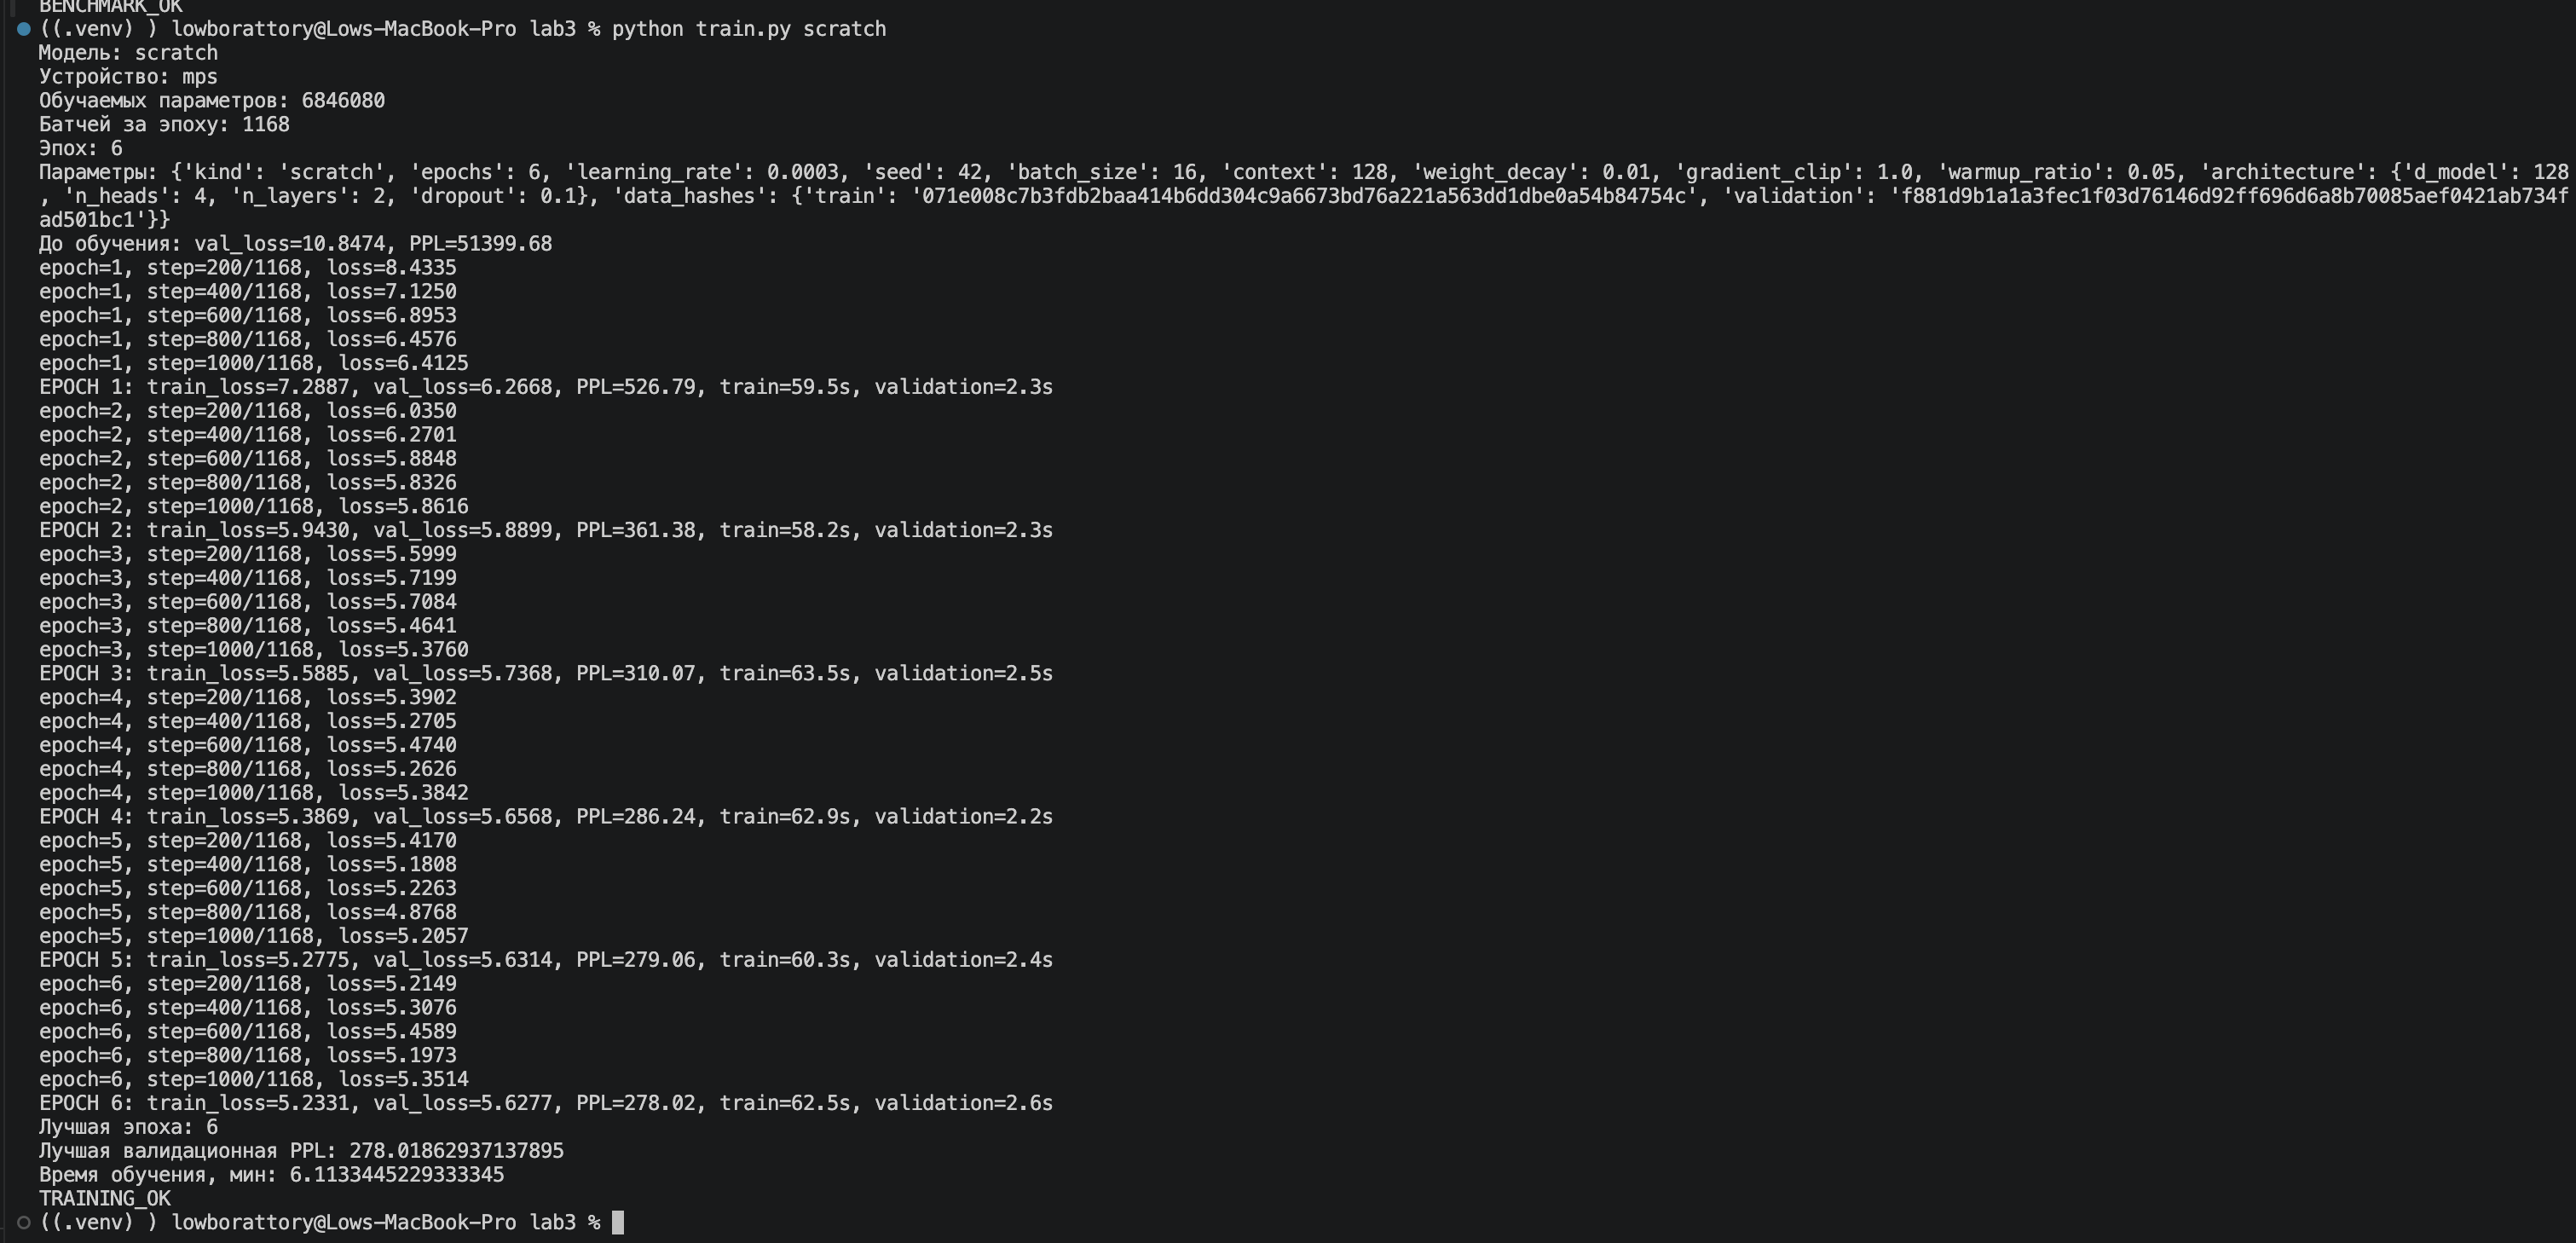 BENCHMARK_OK
((.venv) ) lowborattory@Lows-MacBook-Pro lab3 % python train.py scratch
Модель: scratch
Устройство: mps
Обучаемых параметров: 6846080
Батчей за эпоху: 1168
Эпох: 6
Параметры: {'kind': 'scratch', 'epochs': 6, 'learning_rate': 0.0003, 'seed': 42, 'batch_size': 16, 'context': 128, 'weight_decay': 0.01, 'gradient_clip': 1.0, 'warmup_ratio': 0.05, 'architecture': {'d_model': 128
, 'n_heads': 4, 'n_layers': 2, 'dropout': 0.1}, 'data_hashes': {'train': '071e008c7b3fdb2baa414b6dd304c9a6673bd76a221a563dd1dbe0a54b84754c', 'validation': 'f881d9b1a1a3fec1f03d76146d92ff696d6a8b70085aef0421ab734f
ad501bc1'}}
До обучения: val_loss=10.8474, PPL=51399.68
epoch=1, step=200/1168, loss=8.4335
epoch=1, step=400/1168, loss=7.1250
epoch=1, step=600/1168, loss=6.8953
epoch=1, step=800/1168, loss=6.4576
epoch=1, step=1000/1168, loss=6.4125
EPOCH 1: train_loss=7.2887, val_loss=6.2668, PPL=526.79, train=59.5s, validation=2.3s
epoch=2, step=200/1168, loss=6.0350
epoch=2, step=400/1168, loss=6.2701
epoch=2, step=600/1168, loss=5.8848
epoch=2, step=800/1168, loss=5.8326
epoch=2, step=1000/1168, loss=5.8616
EPOCH 2: train_loss=5.9430, val_loss=5.8899, PPL=361.38, train=58.2s, validation=2.3s
epoch=3, step=200/1168, loss=5.5999
epoch=3, step=400/1168, loss=5.7199
epoch=3, step=600/1168, loss=5.7084
epoch=3, step=800/1168, loss=5.4641
epoch=3, step=1000/1168, loss=5.3760
EPOCH 3: train_loss=5.5885, val_loss=5.7368, PPL=310.07, train=63.5s, validation=2.5s
epoch=4, step=200/1168, loss=5.3902
epoch=4, step=400/1168, loss=5.2705
epoch=4, step=600/1168, loss=5.4740
epoch=4, step=800/1168, loss=5.2626
epoch=4, step=1000/1168, loss=5.3842
EPOCH 4: train_loss=5.3869, val_loss=5.6568, PPL=286.24, train=62.9s, validation=2.2s
epoch=5, step=200/1168, loss=5.4170
epoch=5, step=400/1168, loss=5.1808
epoch=5, step=600/1168, loss=5.2263
epoch=5, step=800/1168, loss=4.8768
epoch=5, step=1000/1168, loss=5.2057
EPOCH 5: train_loss=5.2775, val_loss=5.6314, PPL=279.06, train=60.3s, validation=2.4s
epoch=6, step=200/1168, loss=5.2149
epoch=6, step=400/1168, loss=5.3076
epoch=6, step=600/1168, loss=5.4589
epoch=6, step=800/1168, loss=5.1973
epoch=6, step=1000/1168, loss=5.3514
EPOCH 6: train_loss=5.2331, val_loss=5.6277, PPL=278.02, train=62.5s, validation=2.6s
Лучшая эпоха: 6
Лучшая валидационная PPL: 278.01862937137895
Время обучения, мин: 6.1133445229333345
TRAINING_OK
((.venv) ) lowborattory@Lows-MacBook-Pro lab3 %